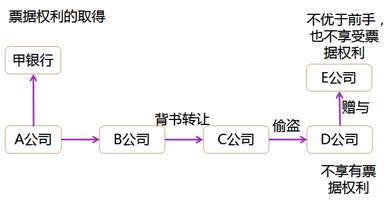 票据权利的取得
不优于前手，
也不享受票
据权利
甲银行
E公司
背书转让
偷盗
赠与
A公司
B公司
C公司
D公司
不享有票
据权利